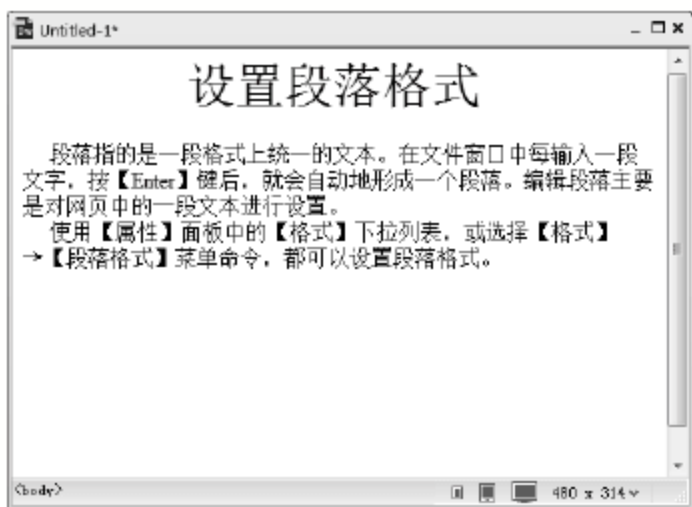 Untitled-1*
设置段落格式
段落指的是一段格式上统一的文本。在文件窗口中每输入一段
文字，按【Enter】键后，就会自动地形成一个段落。编辑段落主要
是对网页中的一段文本进行设置。
使用【属性】面板中的【格式】下拉列表，或选择【格式】
→【段落格式】菜单命令，都可以设置段落格式。
<body> 480 x 314